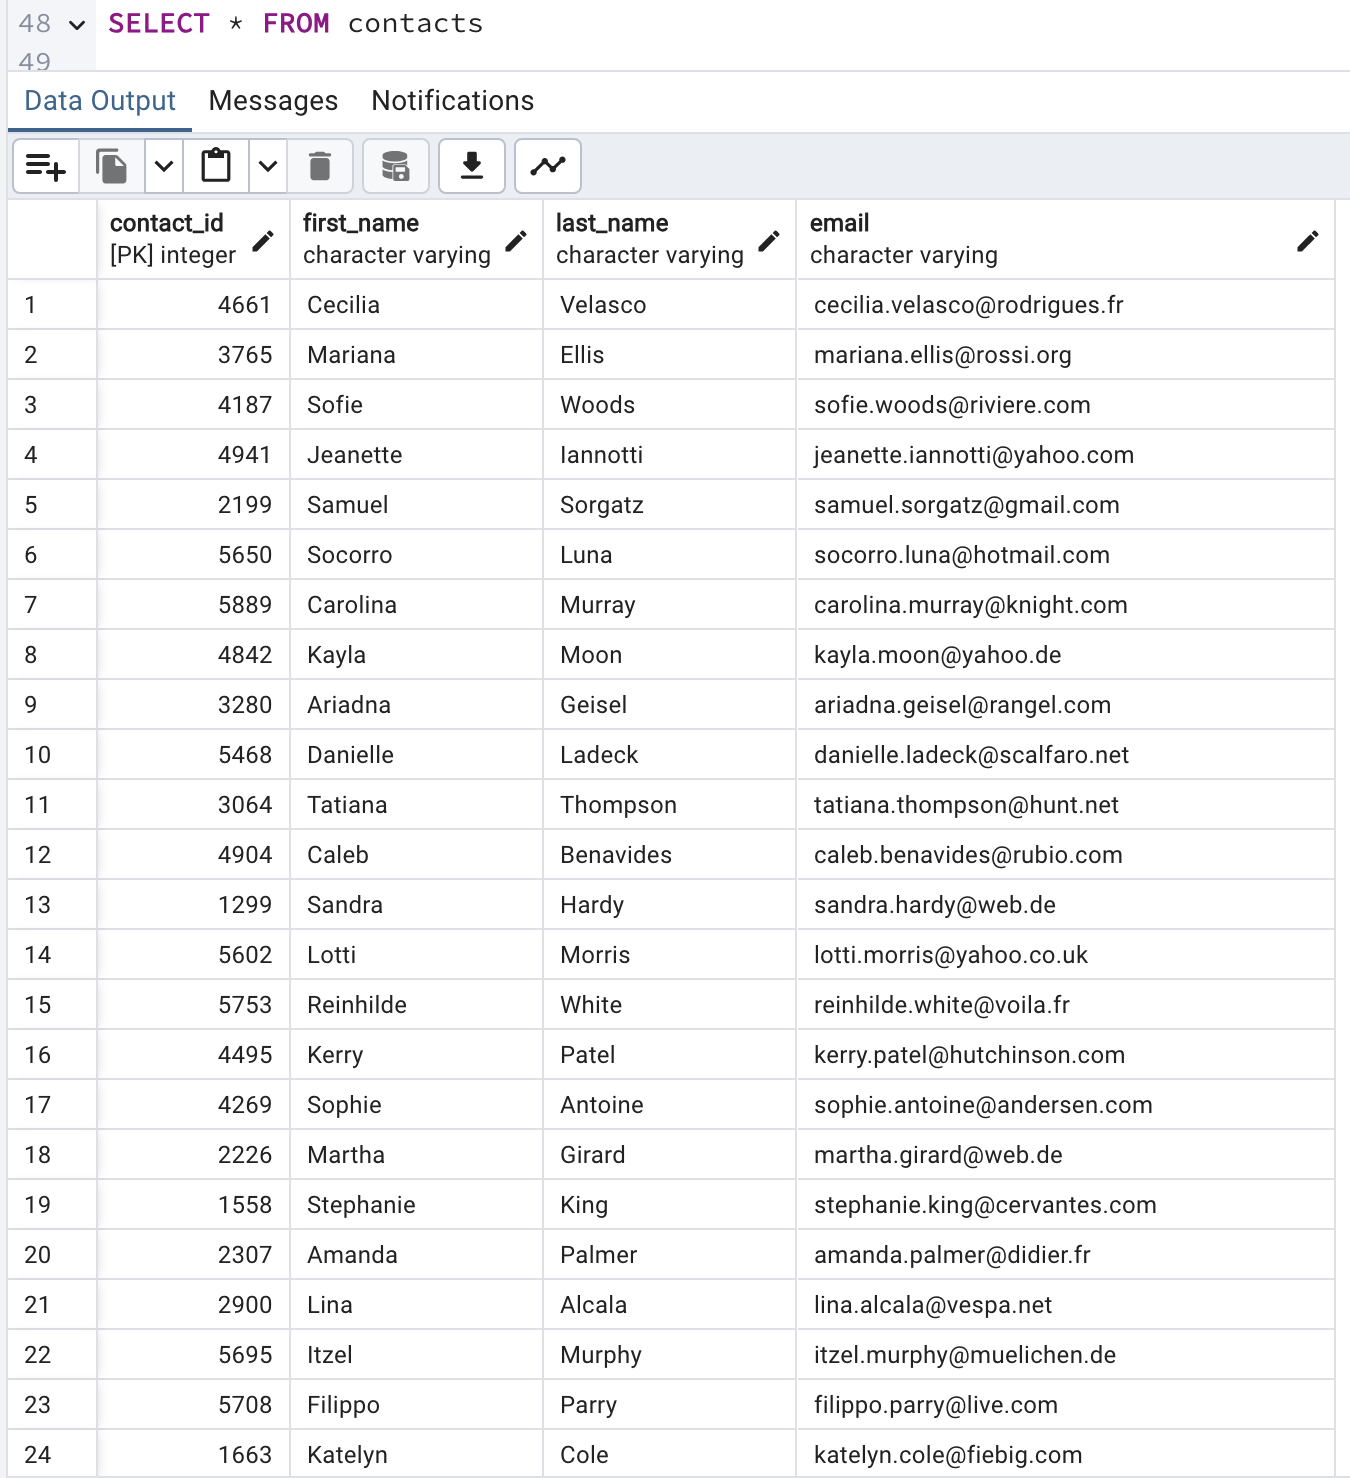 48 SELECT * FROM contacts
49
Data Output Messages Notifications
contact_id first_name last_name email
[PK] integer character varying character varying character varying
1 4661 Cecilia Velasco cecilia.velasco@rodrigues.fr
2 3765 Mariana Ellis mariana.ellis@rossi.org
3 4187 Sofie Woods sofie.woods@riviere.com
4 4941 Jeanette Iannotti jeanette.iannotti@yahoo.com
5 2199 Samuel Sorgatz samuel.sorgatz@gmail.com
6 5650 Socorro Luna socorro.luna@hotmail.com
7 5889 Carolina Murray carolina.murray@knight.com
8 4842 Kayla Moon kayla.moon@yahoo.de
9 3280 Ariadna Geisel ariadna.geisel@rangel.com
10 5468 Danielle Ladeck danielle.ladeck@scalfaro.net
11 3064 Tatiana Thompson tatiana.thompson@hunt.net
12 4904 Caleb Benavides caleb.benavides@rubio.com
13 1299 Sandra Hardy sandra.hardy@web.de
14 5602 Lotti Morris lotti.morris@yahoo.co.uk
15 5753 Reinhilde White reinhilde.white@voila.fr
16 4495 Kerry Patel kerry.patel@hutchinson.com
17 4269 Sophie Antoine sophie.antoine@andersen.com
18 2226 Martha Girard martha.girard@web.de
19 1558 Stephanie King stephanie.king@cervantes.com
20 2307 Amanda Palmer amanda.palmer@didier.fr
21 2900 Lina Alcala lina.alcala@vespa.net
22 5695 Itzel Murphy itzel.murphy@muelichen.de
23 5708 Filippo Parry filippo.parry@live.com
24 1663 Katelyn Cole katelyn.cole@fiebig.com